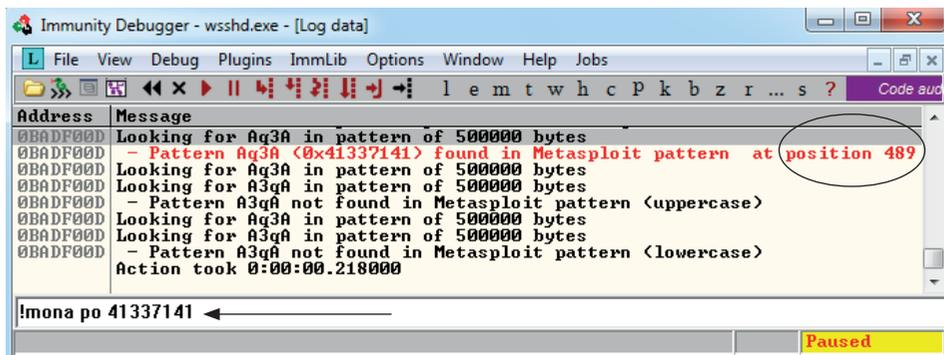 Immunity Debugger - wsshd.exe - [Log data]
L File View Debug Plugins ImmLib Options Window Help Jobs
l e m t w h c P k b z r ... s ? Code aud
Address Message
0BADF00D Looking for Aq3A in pattern of 500000 bytes
0BADF00D - Pattern Aq3A (0x41337141) found in Metasploit pattern at position 489
0BADF00D Looking for Aq3A in pattern of 500000 bytes
0BADF00D Looking for A3qA in pattern of 500000 bytes
0BADF00D - Pattern A3qA not found in Metasploit pattern (uppercase)
0BADF00D Looking for Aq3A in pattern of 500000 bytes
0BADF00D Looking for A3qA in pattern of 500000 bytes
0BADF00D - Pattern A3qA not found in Metasploit pattern (lowercase)
Action took 0:00:00.218000
!mona po 41337141
Paused